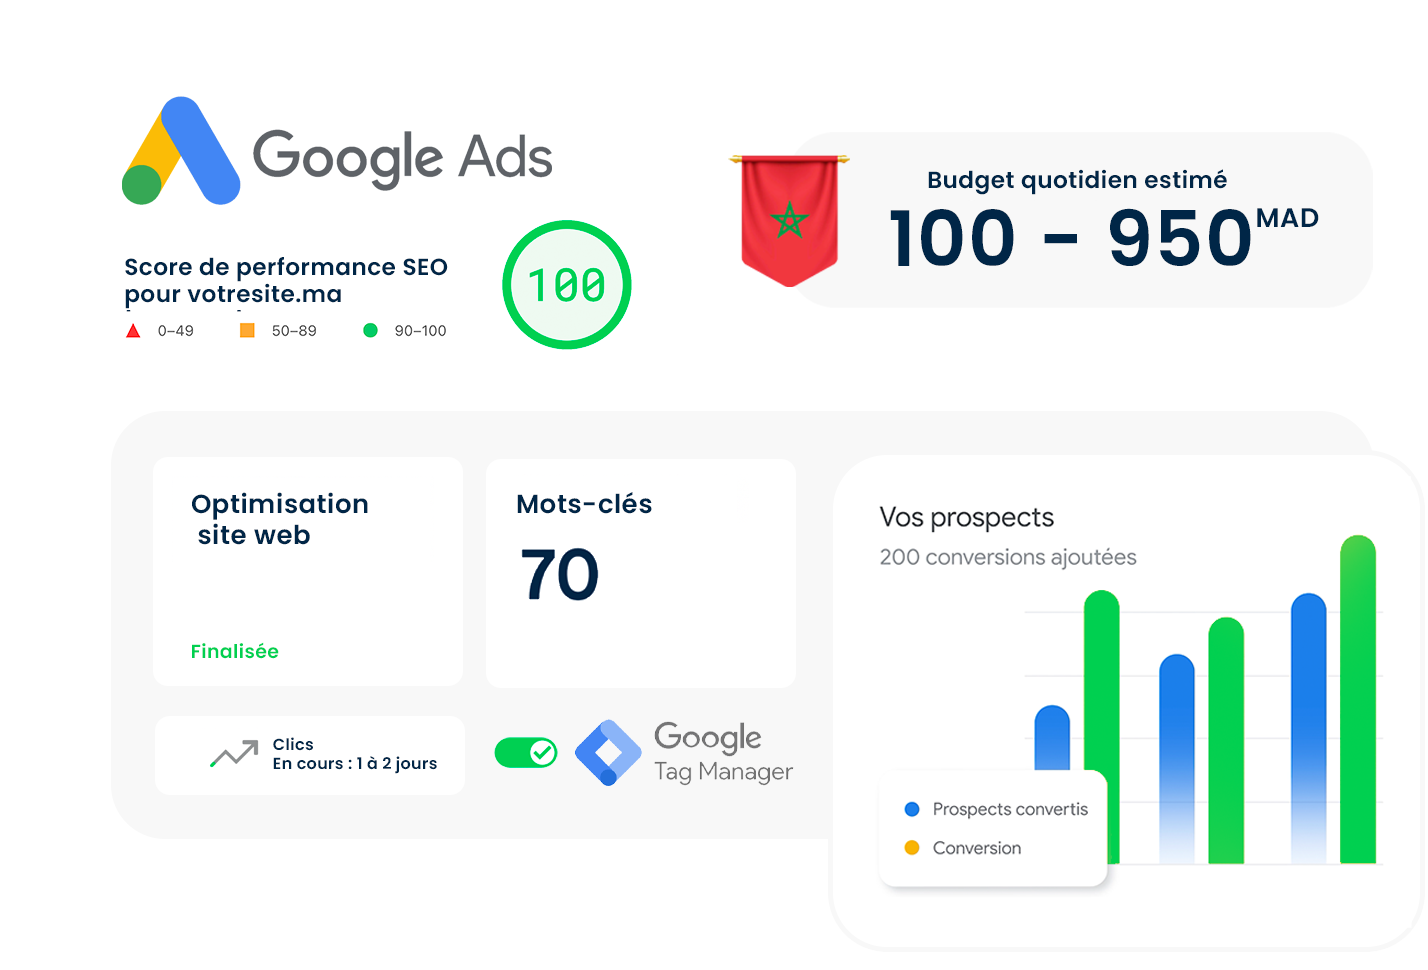 Google Ads
Budget quotidien estimé
100 - 950 MAD
Score de performance SEO
pour votresite.ma
100
0–49
50–89
90–100
Optimisation
site web
Finalisée
Mots-clés
70
Clics
En cours : 1 à 2 jours
Google
Tag Manager
Vos prospects
200 conversions ajoutées
Prospects convertis
Conversion